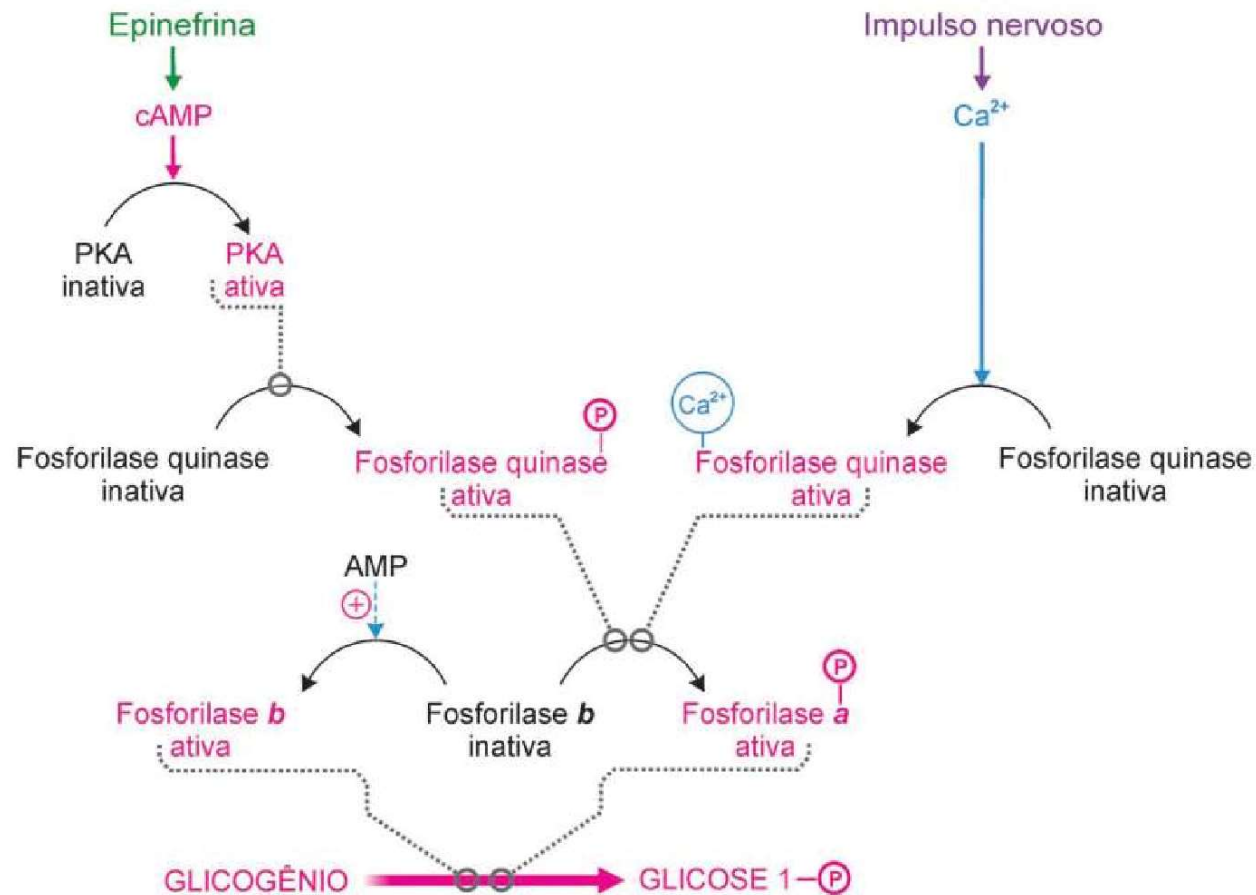 Epinefrina
Impulso nervoso
cAMP
Ca²⁺
PKA
inativa
PKA
ativa
P
Ca²⁺
Fosforilase quinase
inativa
Fosforilase quinase
ativa
Fosforilase quinase
ativa
Fosforilase quinase
inativa
AMP
+
P
Fosforilase b
ativa
Fosforilase b
inativa
Fosforilase a
ativa
GLICOGÊNIO
GLICOSE 1–P